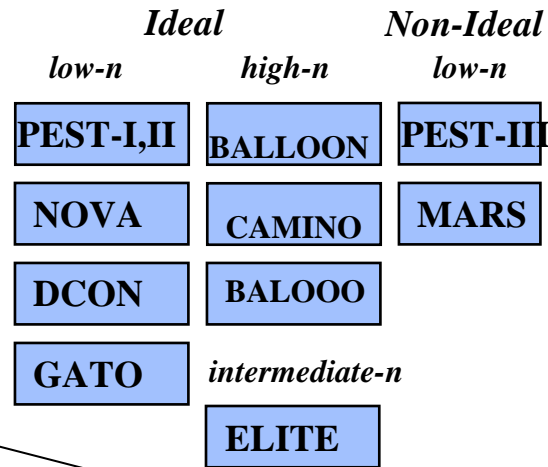 Ideal Non-Ideal
low-n high-n low-n
PEST-I,II BALLOON PEST-III
NOVA CAMINO MARS
DCON BALOOO
GATO intermediate-n
ELITE